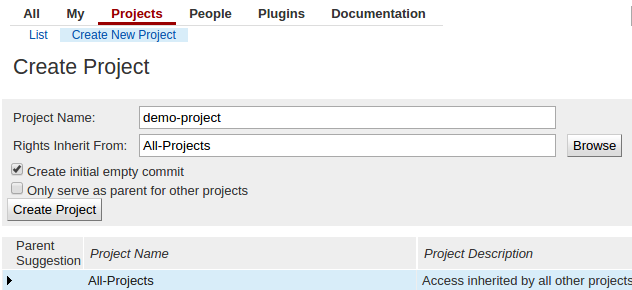 All My Projects People Plugins Documentation
List Create New Project
Create Project
Project Name: demo-project
Rights Inherit From: All-Projects Browse
Create initial empty commit
Only serve as parent for other projects
Create Project
Parent Suggestion Project Name Project Description
All-Projects Access inherited by all other projects